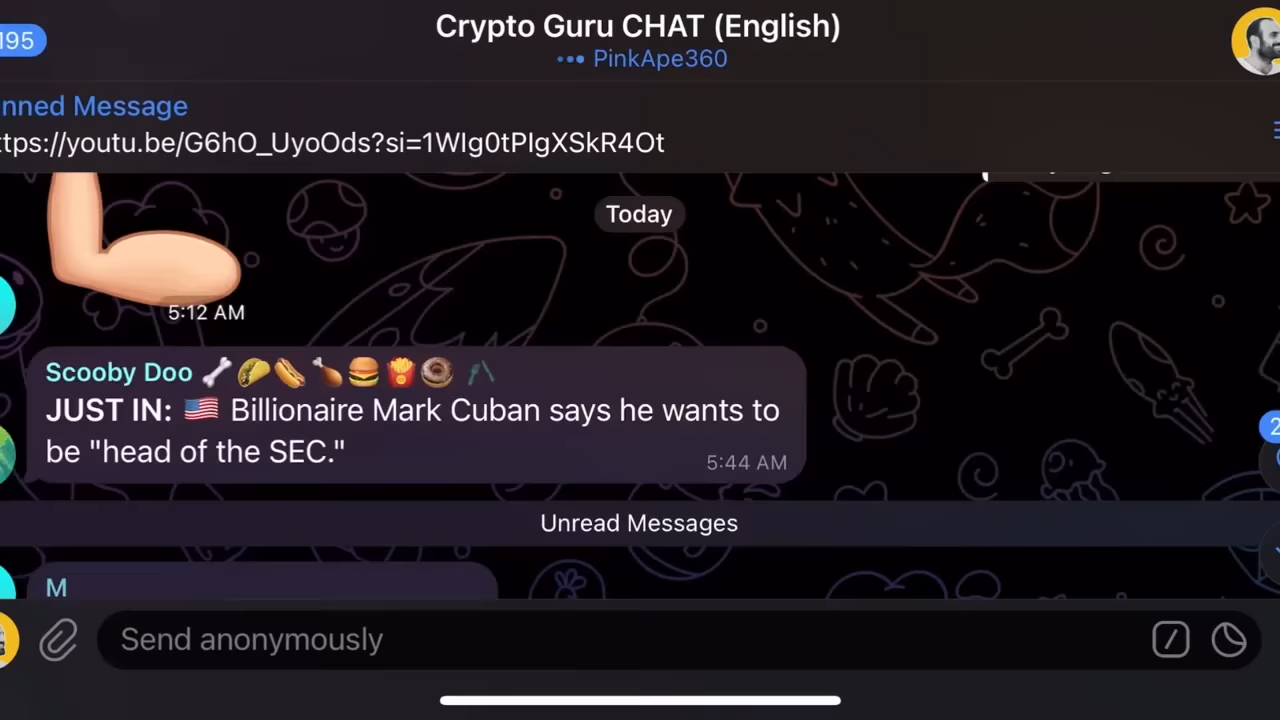 195
Crypto Guru CHAT (English)
PinkApe360
nned Message
ttps://youtu.be/G6hO_UyoOds?si=1WIg0tPIgXSkR4Ot
Today
5:12 AM
Scooby Doo 🦴🌮🌭🍗🍔🍟🍩
JUST IN: 🇺🇸 Billionaire Mark Cuban says he wants to
be "head of the SEC."
5:44 AM
2
Unread Messages
M
Send anonymously